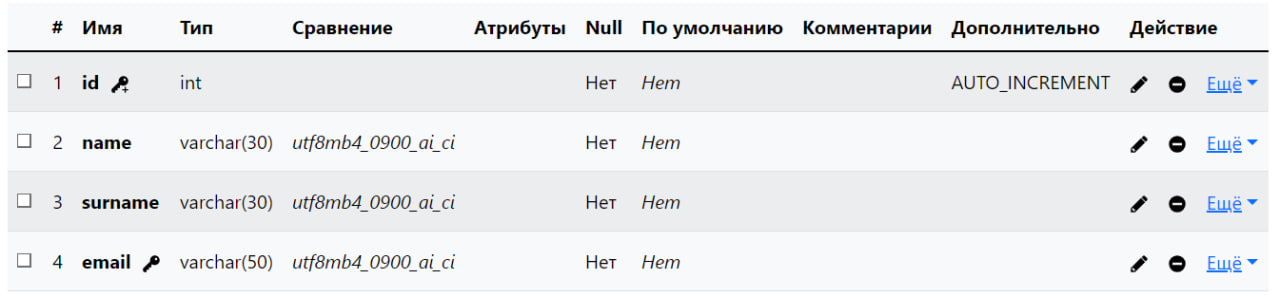 # Имя Тип Сравнение Атрибуты Null По умолчанию Комментарии Дополнительно Действие
1 id int Нет Нет AUTO_INCREMENT Ещё
2 name varchar(30) utf8mb4_0900_ai_ci Нет Нет Ещё
3 surname varchar(30) utf8mb4_0900_ai_ci Нет Нет Ещё
4 email varchar(50) utf8mb4_0900_ai_ci Нет Нет Ещё